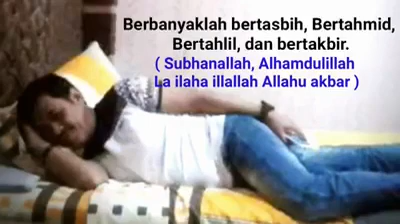 Berbanyaklah bertasbih, Bertahmid,
Bertahlil, dan bertakbir.
( Subhanallah, Alhamdulillah
La ilaha illallah Allahu akbar )